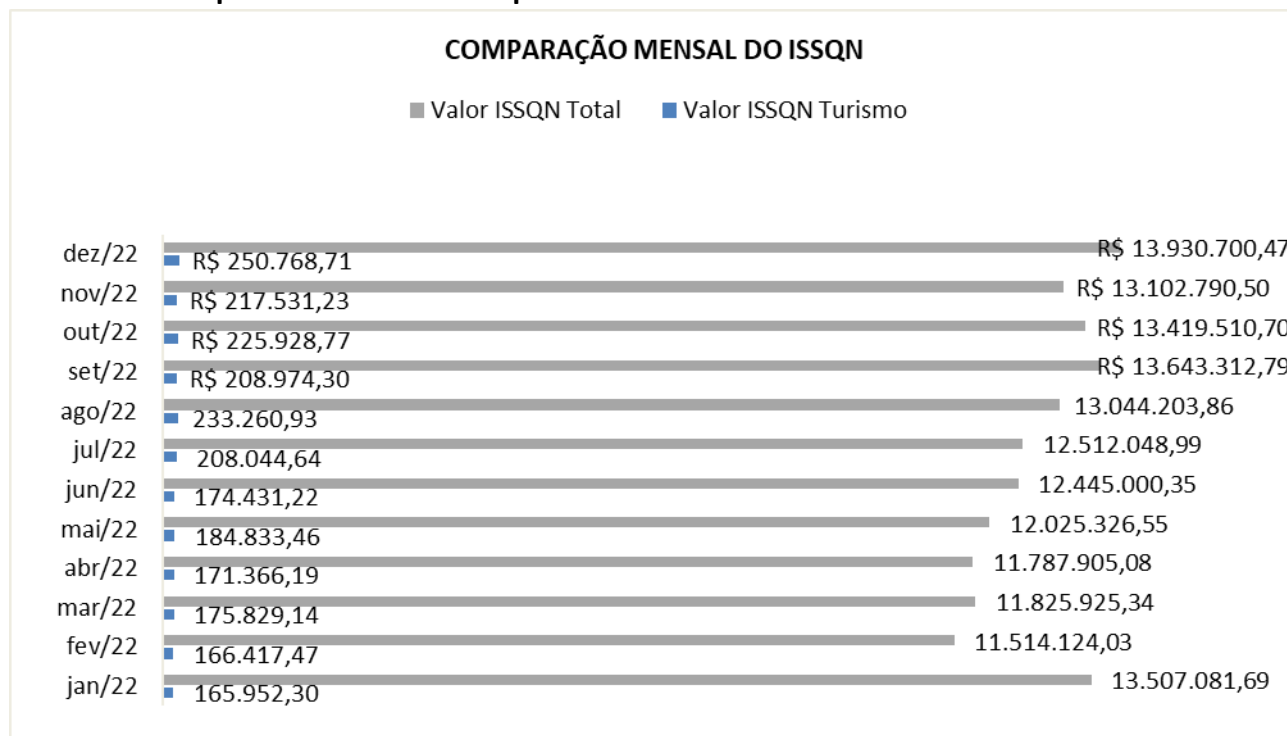 COMPARAÇÃO MENSAL DO ISSQN
Valor ISSQN Total Valor ISSQN Turismo
dez/22 R$ 13.930.700,47
R$ 250.768,71
nov/22 R$ 13.102.790,50
R$ 217.531,23
out/22 R$ 13.419.510,70
R$ 225.928,77
set/22 R$ 13.643.312,79
R$ 208.974,30
ago/22 13.044.203,86
233.260,93
jul/22 12.512.048,99
208.044,64
jun/22 12.445.000,35
174.431,22
mai/22 12.025.326,55
184.833,46
abr/22 11.787.905,08
171.366,19
mar/22 11.825.925,34
175.829,14
fev/22 11.514.124,03
166.417,47
jan/22 13.507.081,69
165.952,30